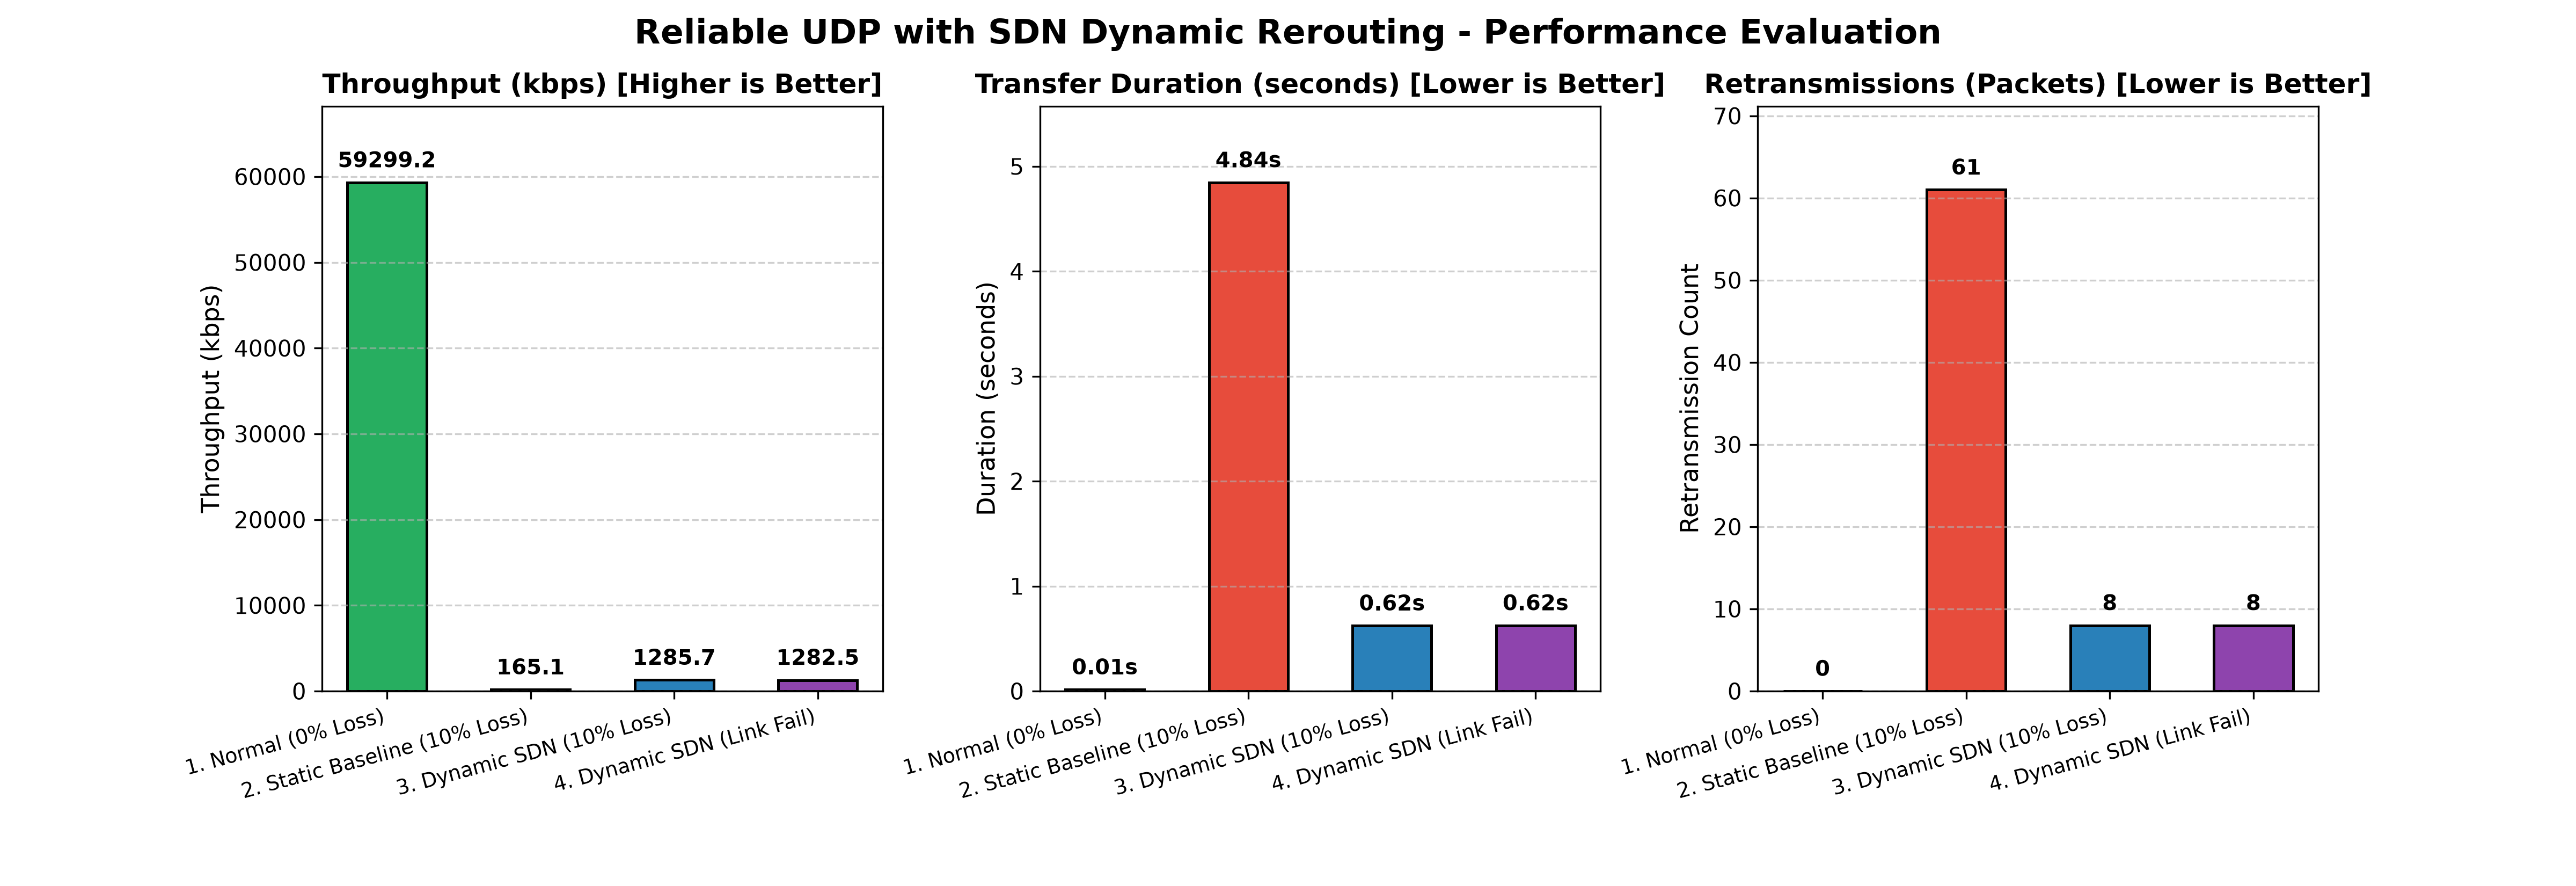 Reliable UDP with SDN Dynamic Rerouting - Performance Evaluation
Throughput (kbps) [Higher is Better]
Throughput (kbps)
60000
50000
40000
30000
20000
10000
0
59299.2
165.1
1285.7
1282.5
1. Normal (0% Loss)
2. Static Baseline (10% Loss)
3. Dynamic SDN (10% Loss)
4. Dynamic SDN (Link Fail)
Transfer Duration (seconds) [Lower is Better]
Duration (seconds)
5
4
3
2
1
0
0.01s
4.84s
0.62s
0.62s
1. Normal (0% Loss)
2. Static Baseline (10% Loss)
3. Dynamic SDN (10% Loss)
4. Dynamic SDN (Link Fail)
Retransmissions (Packets) [Lower is Better]
Retransmission Count
70
60
50
40
30
20
10
0
0
61
8
8
1. Normal (0% Loss)
2. Static Baseline (10% Loss)
3. Dynamic SDN (10% Loss)
4. Dynamic SDN (Link Fail)